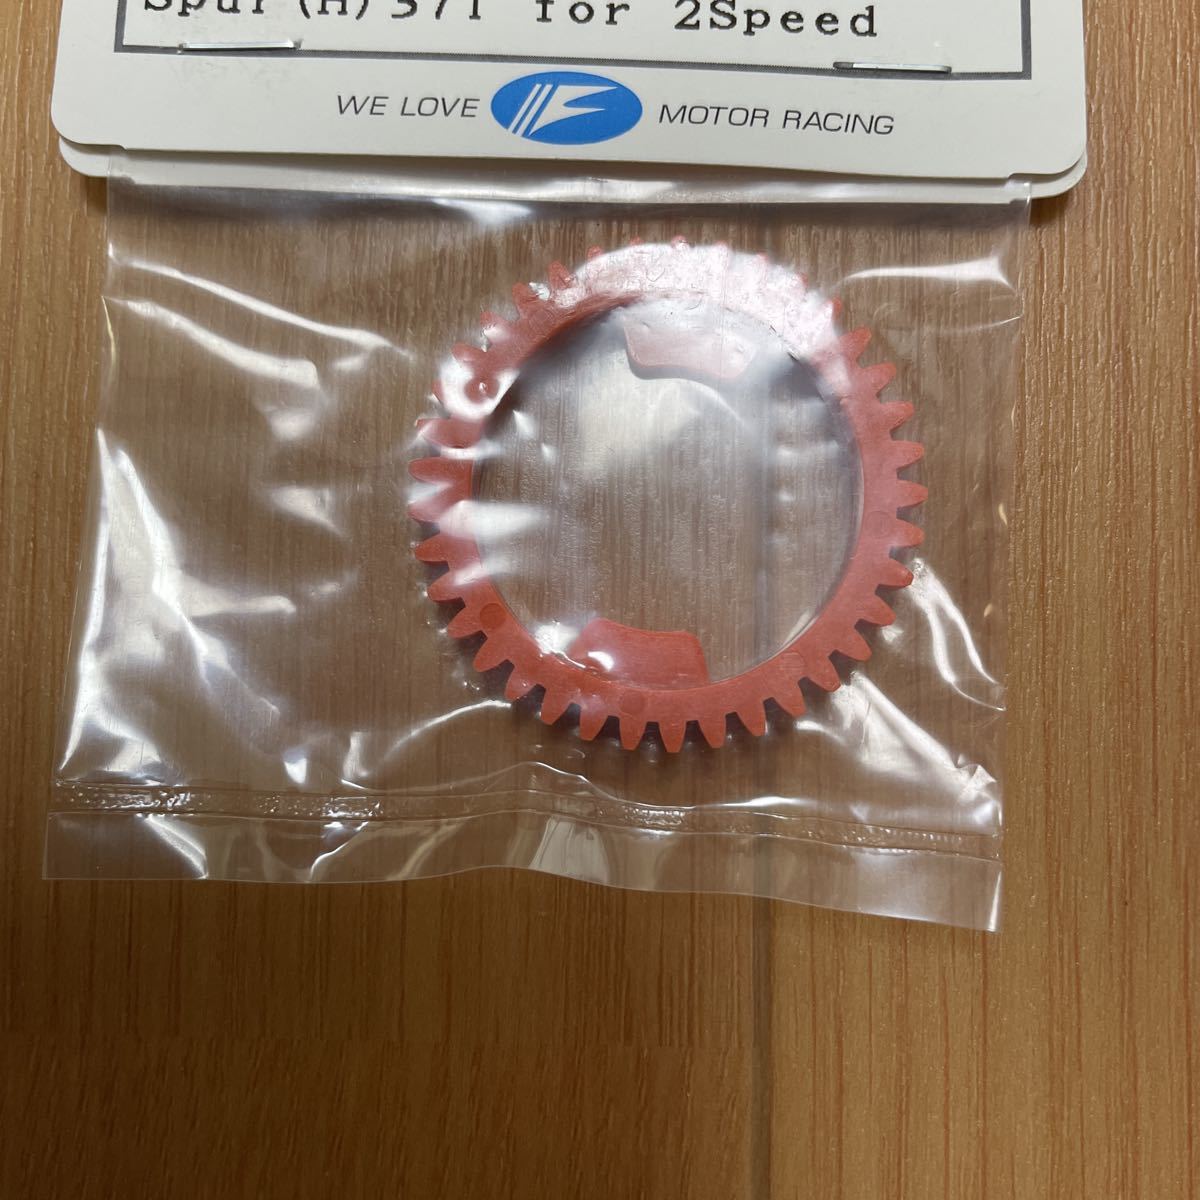 Spur(H)37T for 2Speed
WE LOVE MOTOR RACING